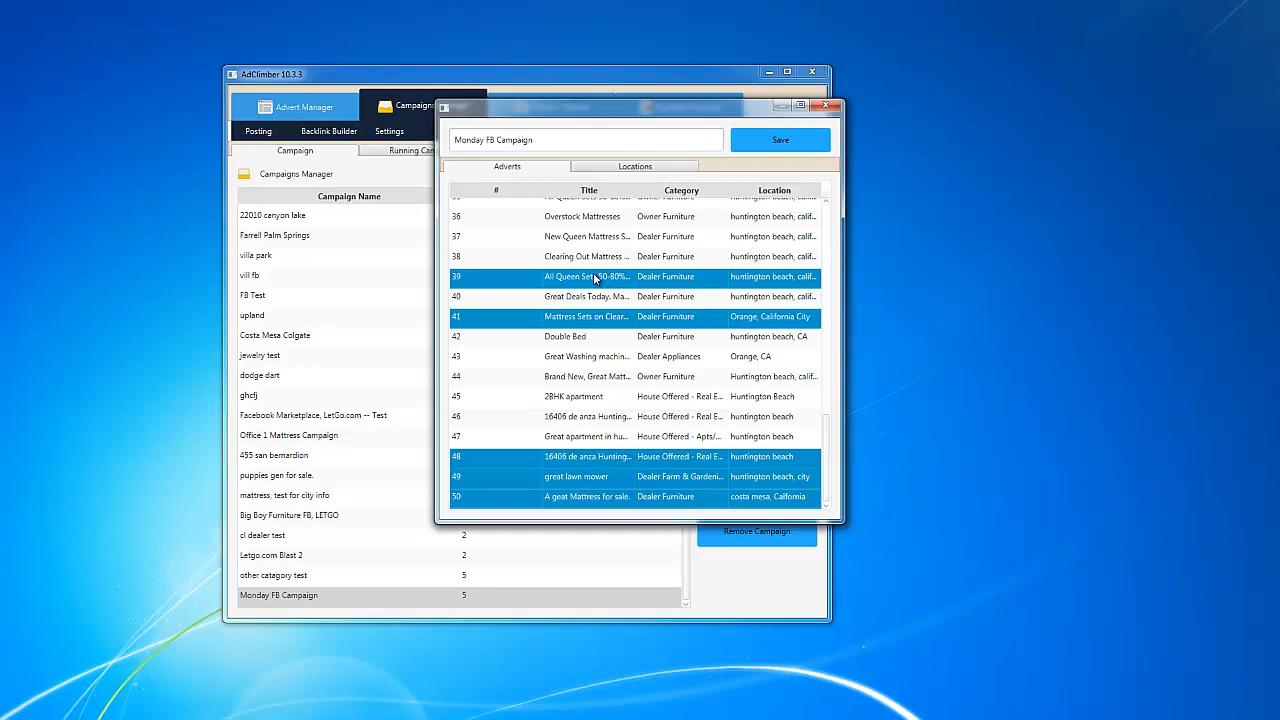 AdClimber 10.3.3
Advert Manager
Campaigns
Posting Backlink Builder Settings
Campaign Running Cam
Campaigns Manager
Campaign Name
22010 canyon lake
Farrell Palm Springs
villa park
vill fb
FB Test
upland
Costa Mesa Colgate
jewelry test
dodge dart
ghcfj
Facebook Marketplace, LetGo.com -- Test
Office 1 Mattress Campaign
455 san bernardion
puppies gen for sale.
mattress, test for city info
Big Boy Furniture FB, LETGO
cl dealer test 2
Letgo.com Blast 2 2
other catagory test 5
Monday FB Campaign 5
Remove Campaign
Monday FB Campaign Save
Adverts Locations
# Title Category Location
36 Overstock Mattresses Owner Furniture huntington beach, calif...
37 New Queen Mattress S... Dealer Furniture huntington beach, calif...
38 Clearing Out Mattress ... Dealer Furniture huntington beach, calif...
39 All Queen Sets 50-80%... Dealer Furniture huntington beach, calif...
40 Great Deals Today. Ma... Dealer Furniture huntington beach, calif...
41 Mattress Sets on Clear... Dealer Furniture Orange, California City
42 Double Bed Dealer Furniture huntington beach, CA
43 Great Washing machin... Dealer Appliances Orange, CA
44 Brand New, Great Matt... Owner Furniture Huntington beach, calif...
45 2BHK apartment House Offered - Real E... Huntington Beach
46 16406 de anza Hunting... House Offered - Real E... huntington beach
47 Great apartment in hu... House Offered - Apts/... huntington beach
48 16406 de anza Hunting... House Offered - Real E... huntington beach
49 great lawn mower Dealer Farm & Gardeni... huntington beach, city
50 A geat Mattress for sale. Dealer Furniture costa mesa, Calfornia